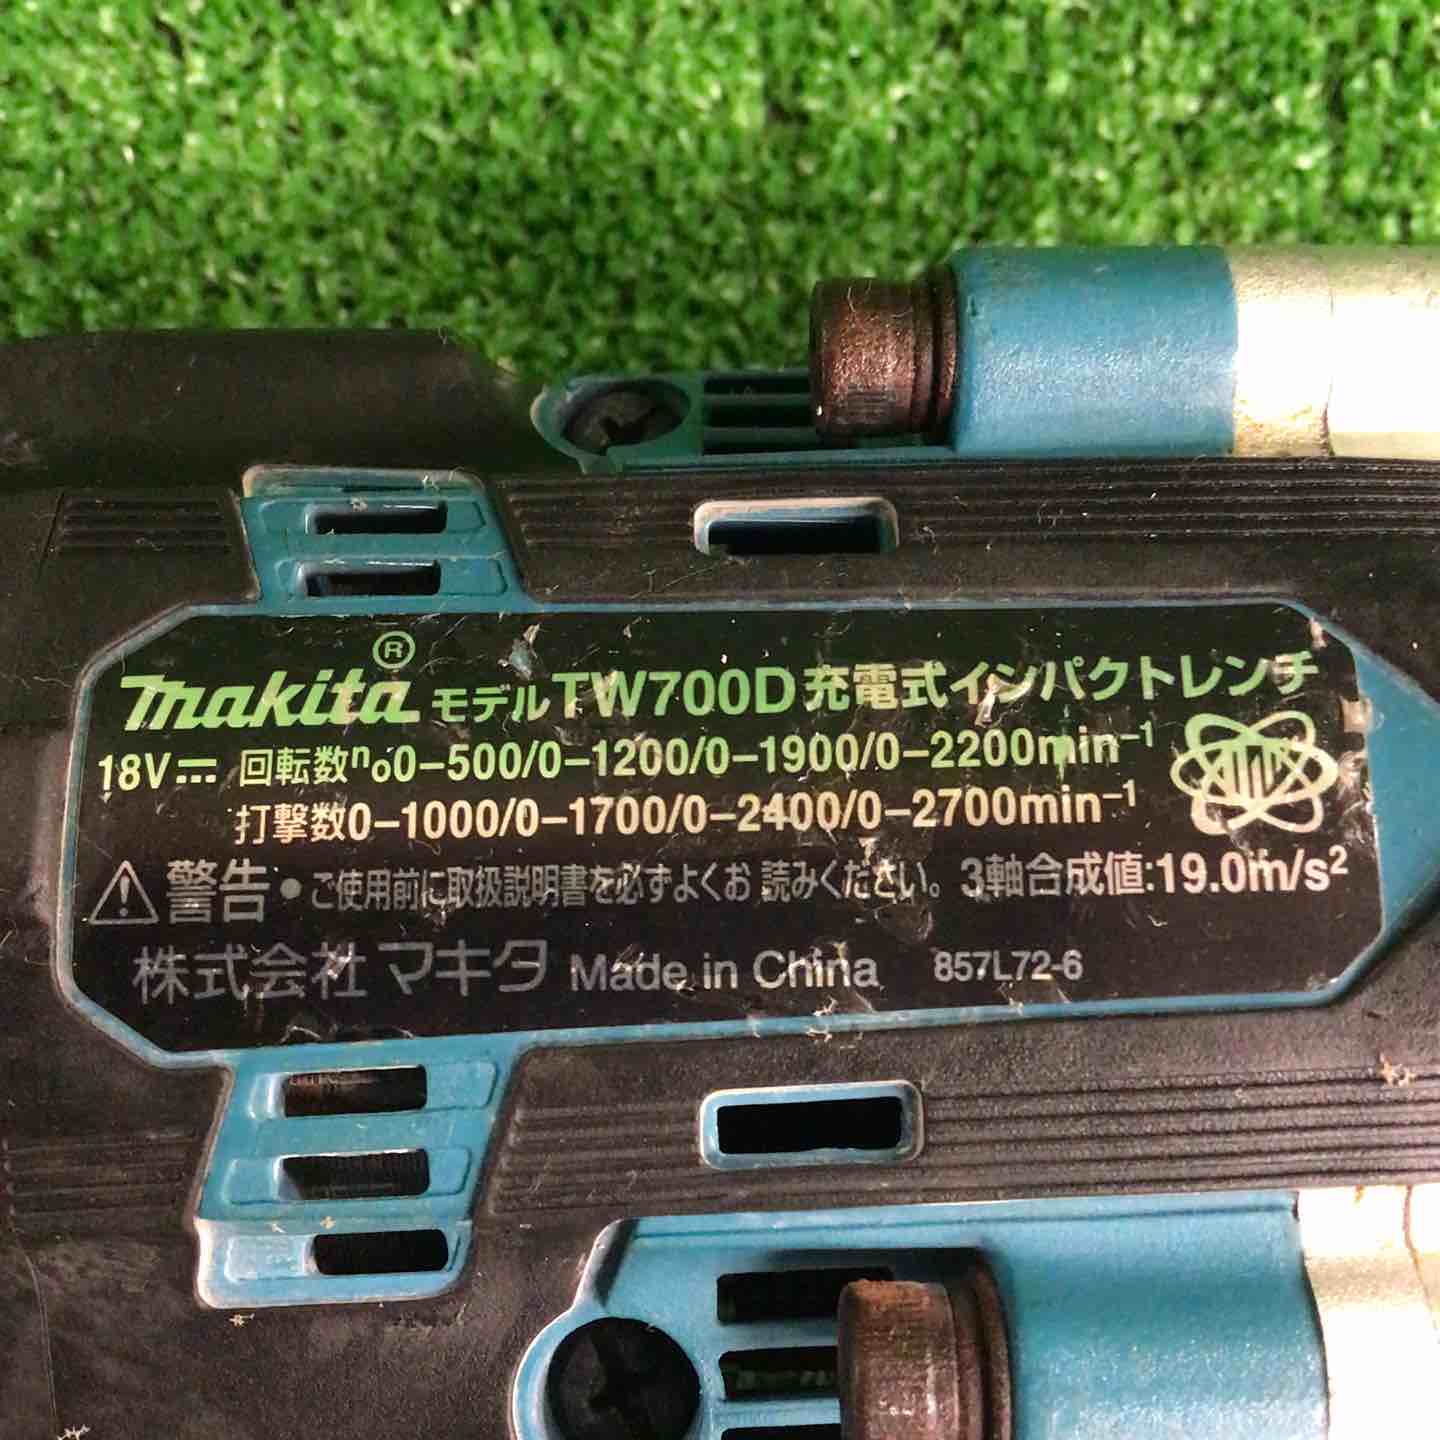 makita® モデルTW700D 充電式インパクトレンチ
18V⎓ 回転数n₀0-500/0-1200/0-1900/0-2200min⁻¹
打撃数0-1000/0-1700/0-2400/0-2700min⁻¹
⚠警告・ご使用前に取扱説明書を必ずよくお 読みください。 3軸合成値:19.0m/s²
株式会社 マキタ Made in China 857L72-6